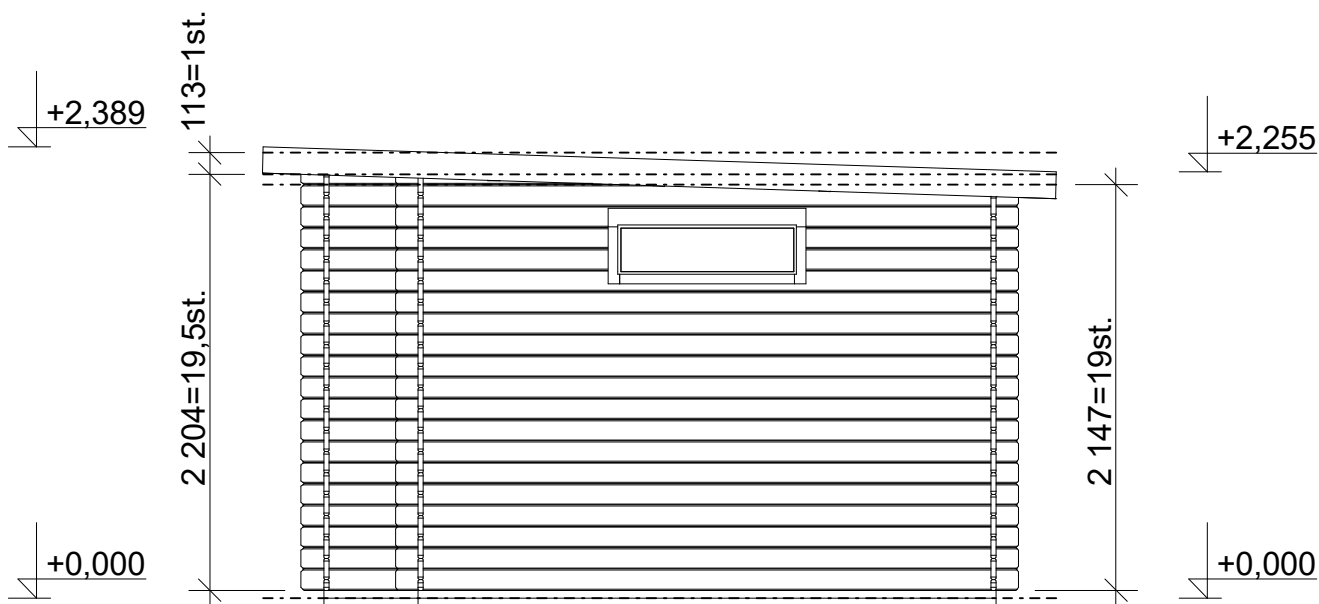 113=1st.
+2,389
+2,255
2 204=19,5st.
2 147=19st.
+0,000
+0,000